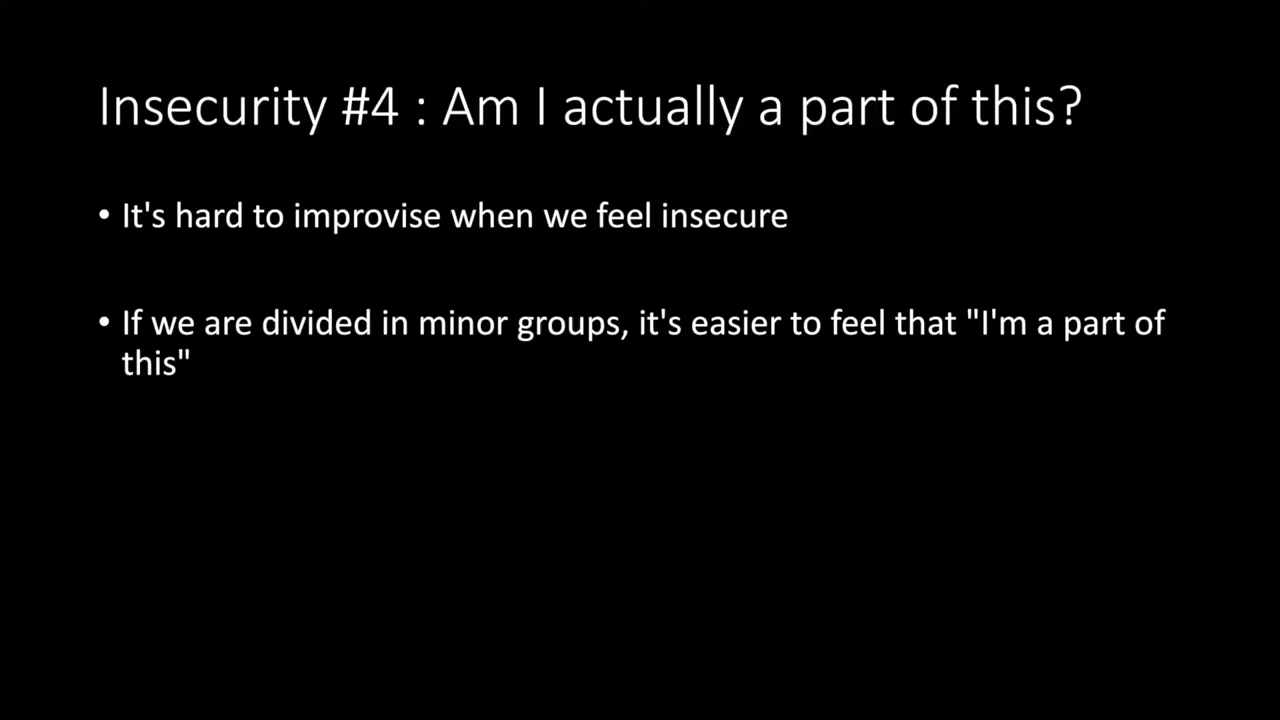 Insecurity #4 : Am I actually a part of this?
• It's hard to improvise when we feel insecure
• If we are divided in minor groups, it's easier to feel that "I'm a part of
this"